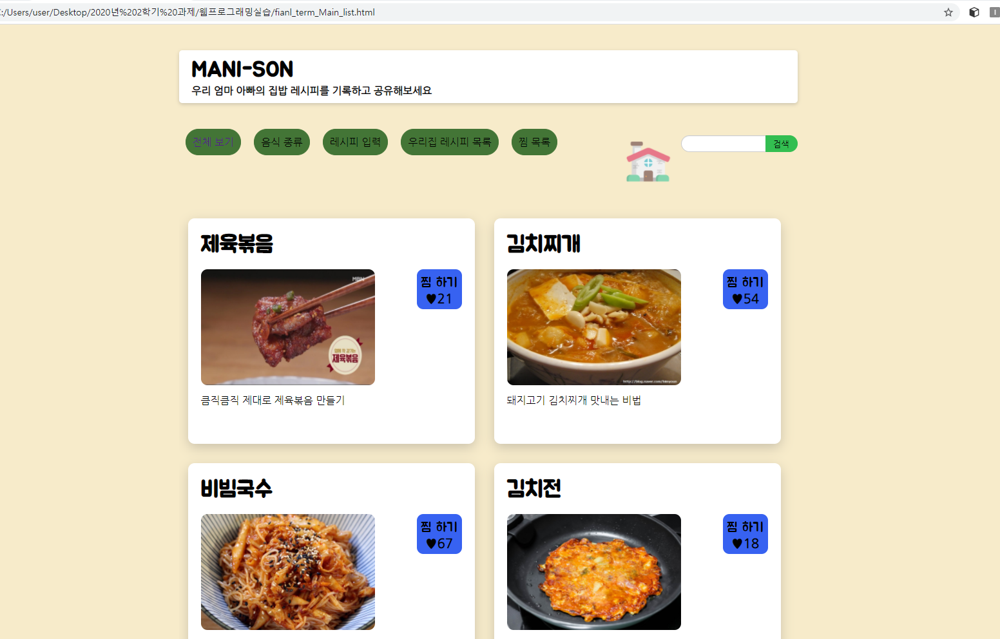 C:/Users/user/Desktop/2020년%202학기%20과제/웹프로그래밍실습/fianl_term_Main_list.html
MANI-SON
우리 엄마 아빠의 집밥 레시피를 기록하고 공유해보세요
전체 보기 음식 종류 레시피 입력 우리집 레시피 목록 찜 목록 검색
제육볶음
찜 하기
♥21
MBN
제육볶음
큼직큼직 제대로 제육볶음 만들기
김치찌개
찜 하기
♥54
돼지고기 김치찌개 맛내는 비법
비빔국수
찜 하기
♥67
김치전
찜 하기
♥18